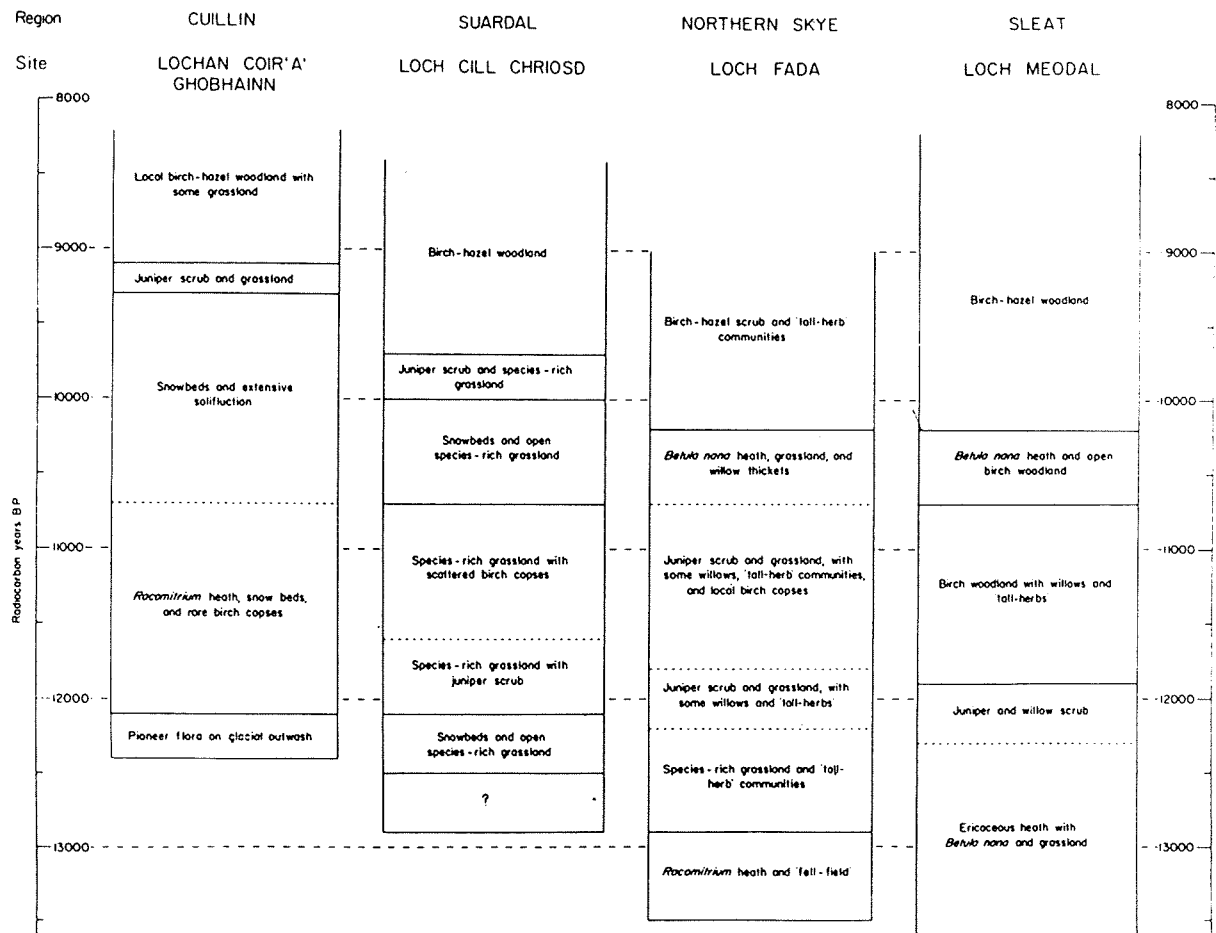 Region
CUILLIN
SUARDAL
NORTHERN SKYE
SLEAT
Site
LOCHAN COIR'A'
GHOBHAINN
LOCH CILL CHRIOSD
LOCH FADA
LOCH MEODAL
Radiocarbon years BP
8000
9000
10000
11000
12000
13000
Local birch-hazel woodland with
some grassland
Juniper scrub and grassland
Snowbeds and extensive
solifluction
Racomitrium heath, snow beds,
and rare birch copses
Pioneer flora on glacial outwash
Birch-hazel woodland
Juniper scrub and species-rich
grassland
Snowbeds and open
species-rich grassland
Species-rich grassland with
scattered birch copses
Species-rich grassland with
juniper scrub
Snowbeds and open
species-rich grassland
?
Birch-hazel scrub and 'tall-herb'
communities
Betula nana heath, grassland, and
willow thickets
Juniper scrub and grassland, with
some willows, 'tall-herb' communities,
and local birch copses
Juniper scrub and grassland, with
some willows and 'tall-herbs'
Species-rich grassland and 'tall-
herb' communities
Racomitrium heath and 'fell-field'
Birch-hazel woodland
Betula nana heath and open
birch woodland
Birch woodland with willows and
tall-herbs
Juniper and willow scrub
Ericaceous heath with
Betula nana and grassland
8000
9000
10000
11000
12000
13000